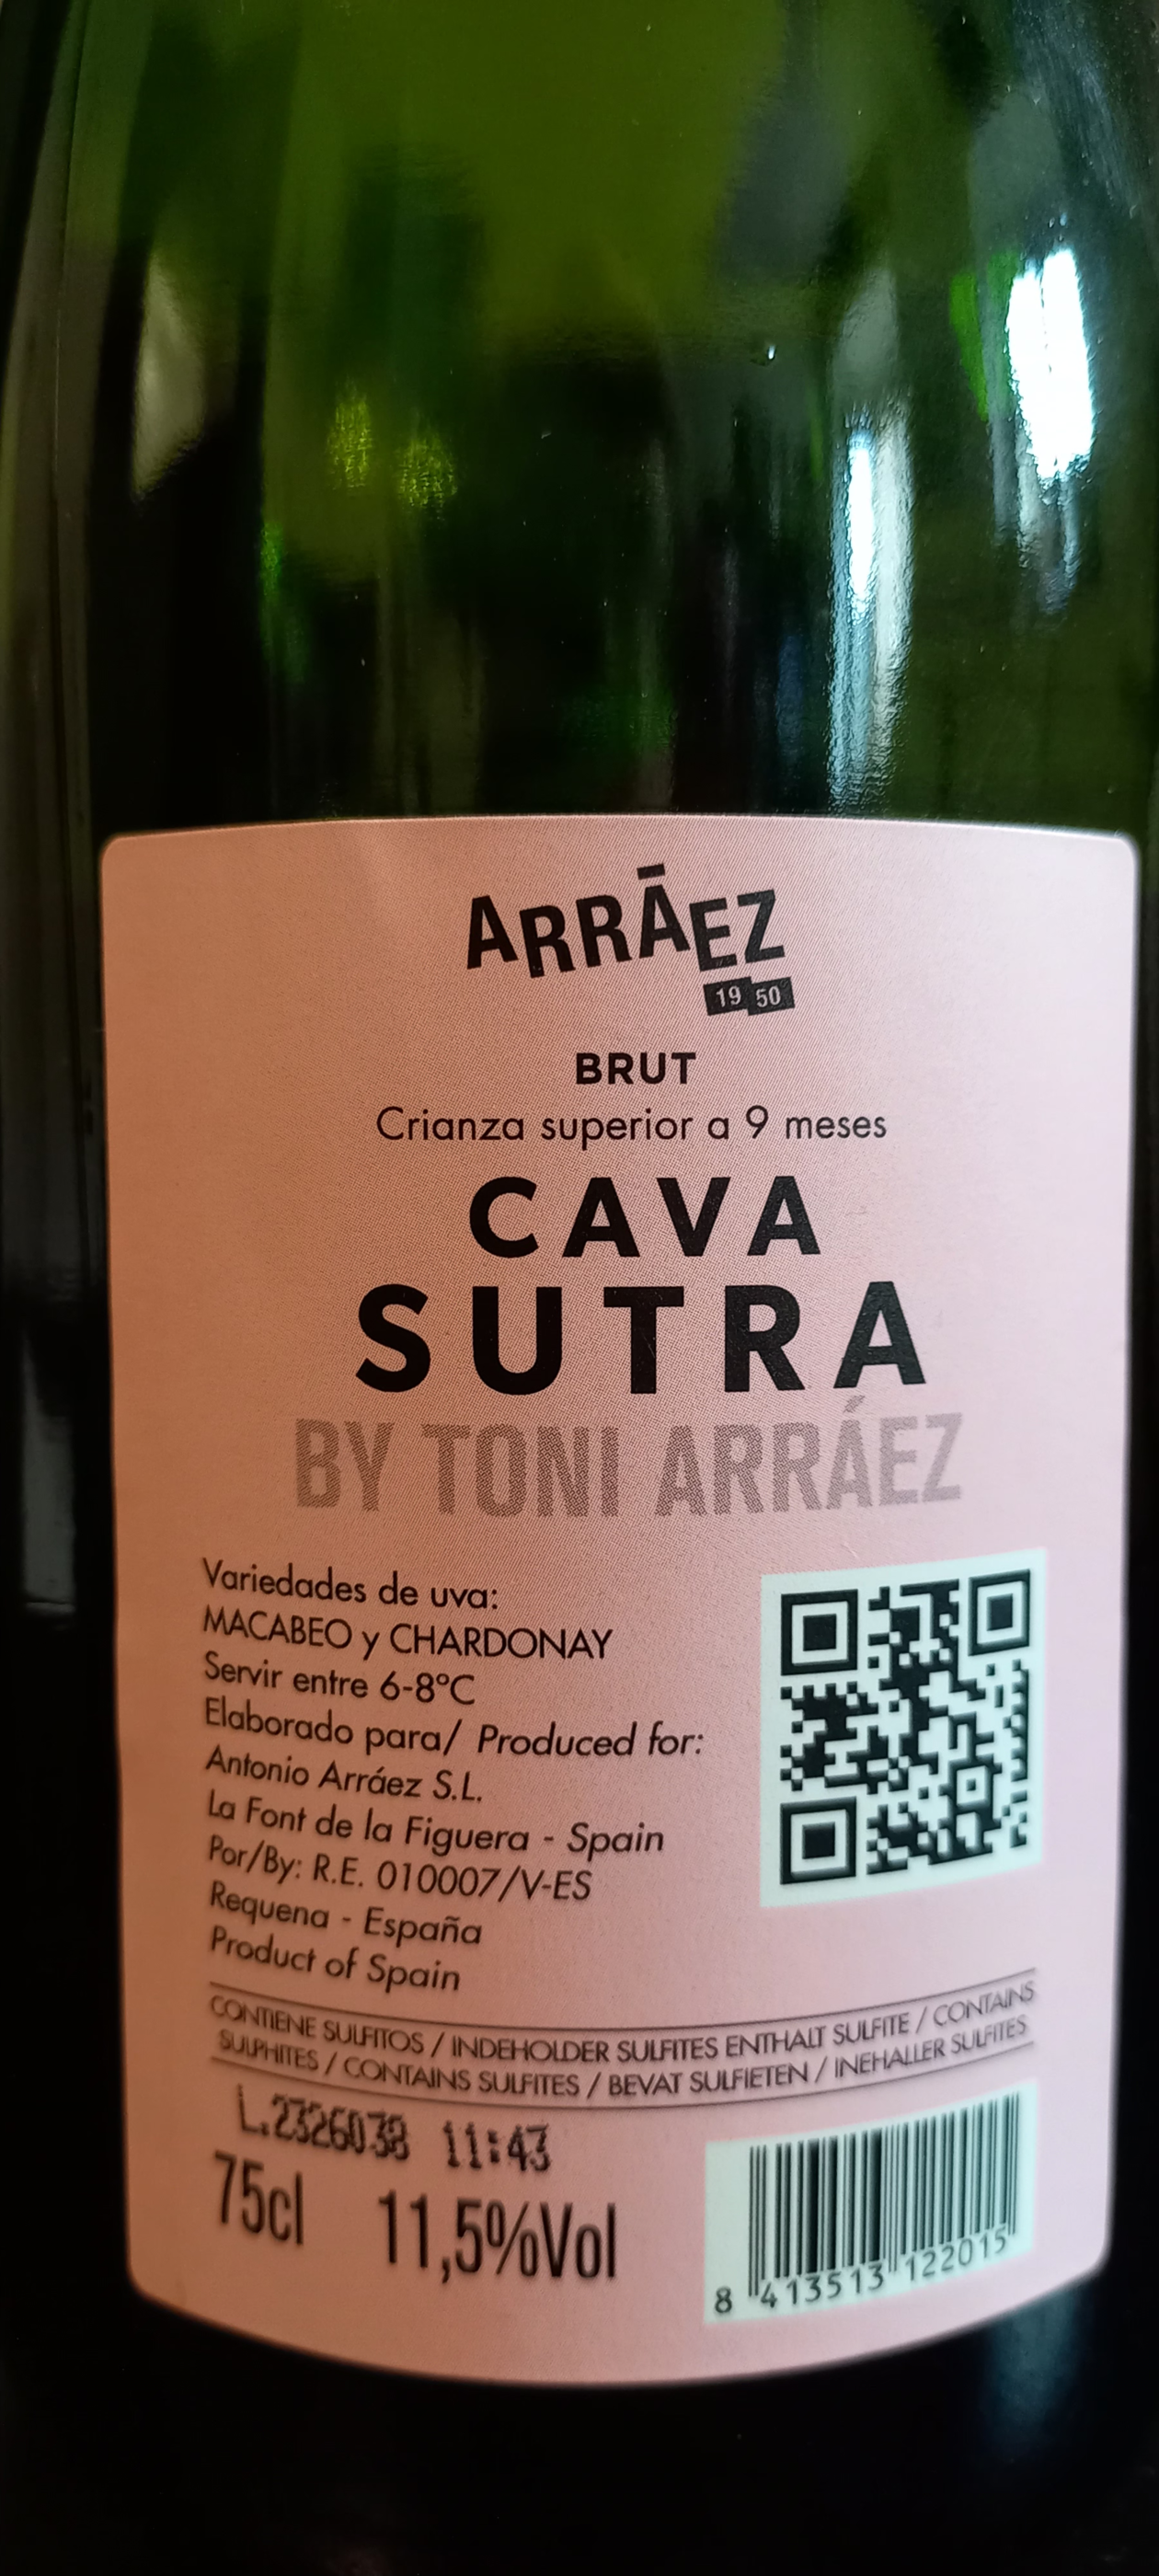 ARRĀEZ
19 50
BRUT
Crianza superior a 9 meses
CAVA
SUTRA
BY TONI ARRÁEZ
Variedades de uva:
MACABEO y CHARDONAY
Servir entre 6-8ºC
Elaborado para/ Produced for:
Antonio Arráez S.L.
La Font de la Figuera - Spain
Por/By: R.E. 010007/V-ES
Requena - España
Product of Spain
CONTIENE SULFITOS / INDEHOLDER SULFITES ENTHALT SULFITE / CONTAINS
SULPHITES / CONTAINS SULFITES / BEVAT SULFIETEN / INEHALLER SULFITES
L.2326038 11:43
75cl 11,5%Vol
8 413513 122015